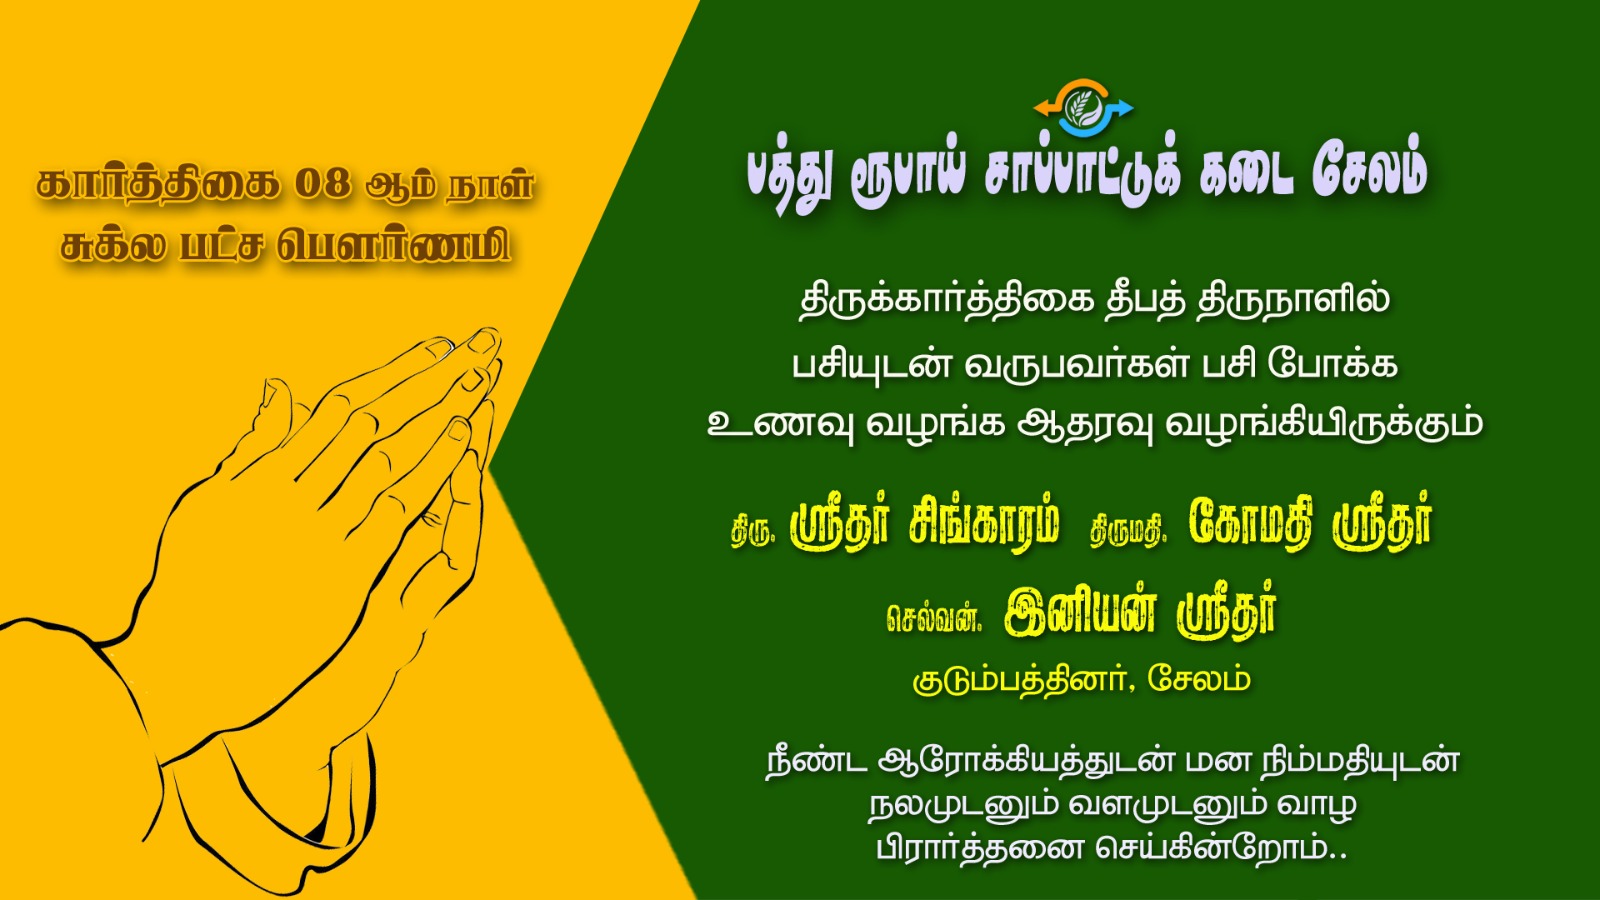 கார்த்திகை 08 ஆம் நாள்
சுக்ல பட்ச பௌர்ணமி
பத்து ரூபாய் சாப்பாட்டுக் கடை சேலம்
திருக்கார்த்திகை தீபத் திருநாளில்
பசியுடன் வருபவர்கள் பசி போக்க
உணவு வழங்க ஆதரவு வழங்கியிருக்கும்
திரு. ஸ்ரீதர் சிங்காரம் திருமதி. கோமதி ஸ்ரீதர்
செல்வன். இனியன் ஸ்ரீதர்
குடும்பத்தினர், சேலம்
நீண்ட ஆரோக்கியத்துடன் மன நிம்மதியுடன்
நலமுடனும் வளமுடனும் வாழ
பிரார்த்தனை செய்கின்றோம்..